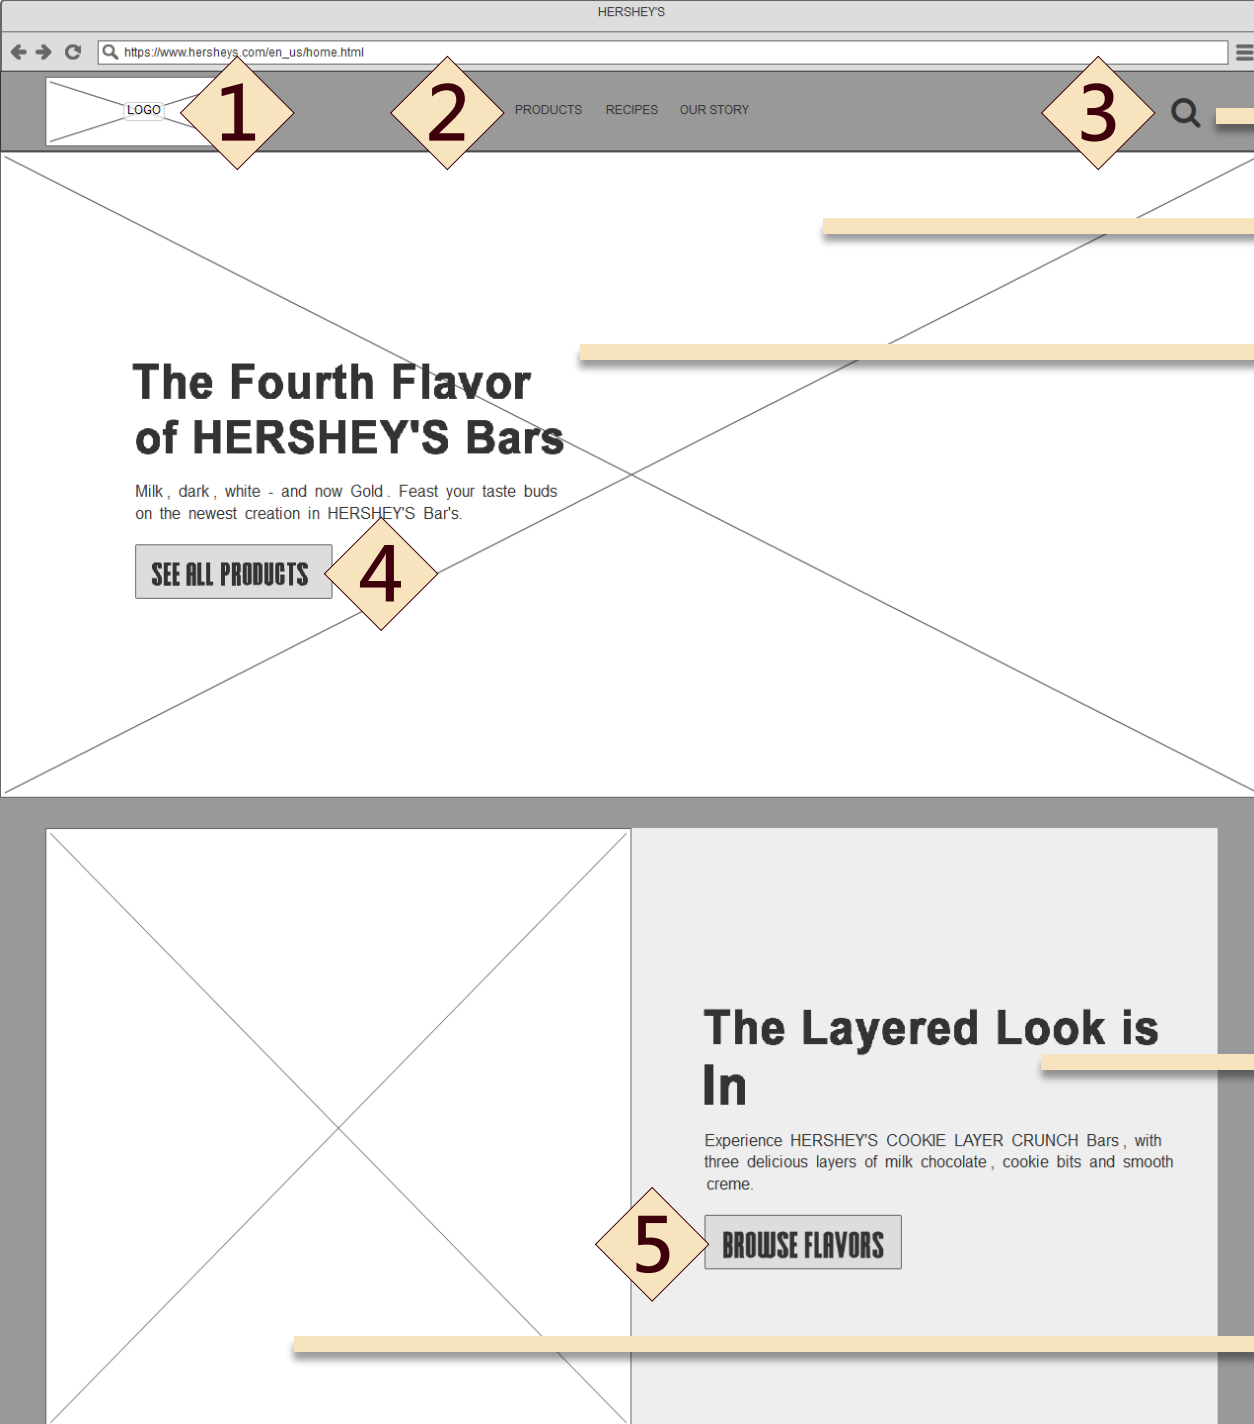 HERSHEY'S
https://www.hersheys.com/en_us/home.html
LOGO
1
2
PRODUCTS RECIPES OUR STORY
3
The Fourth Flavor
of HERSHEY'S Bars
Milk, dark, white - and now Gold. Feast your taste buds
on the newest creation in HERSHEY'S Bar's.
SEE ALL PRODUCTS
4
The Layered Look is
In
Experience HERSHEY'S COOKIE LAYER CRUNCH Bars, with
three delicious layers of milk chocolate, cookie bits and smooth
creme.
5
BROWSE FLAVORS